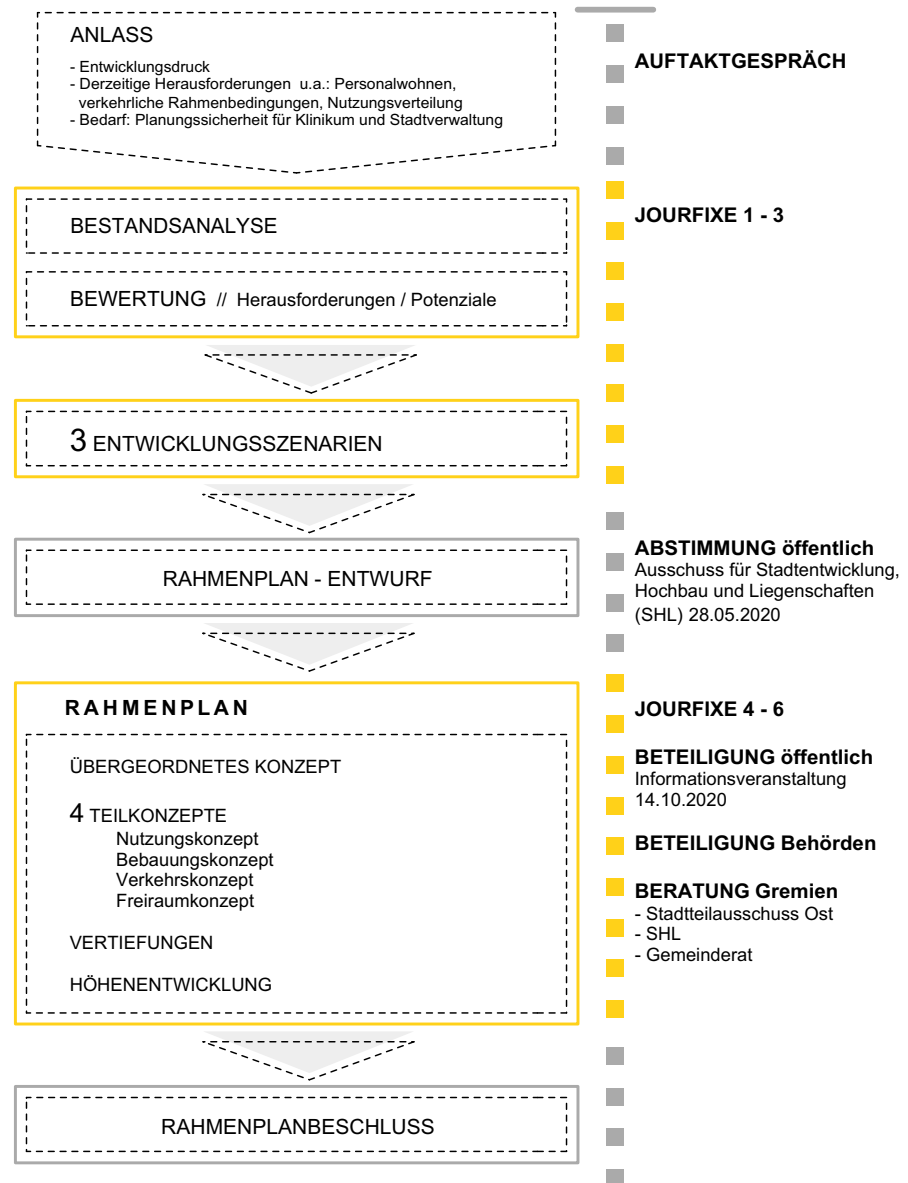 ANLASS
- Entwicklungsdruck
- Derzeitige Herausforderungen u.a.: Personalwohnen,
verkehrliche Rahmenbedingungen, Nutzungsverteilung
- Bedarf: Planungssicherheit für Klinikum und Stadtverwaltung
AUFTAKTGESPRÄCH
BESTANDSANALYSE
BEWERTUNG // Herausforderungen / Potenziale
JOURFIXE 1 - 3
3 ENTWICKLUNGSSZENARIEN
RAHMENPLAN - ENTWURF
ABSTIMMUNG öffentlich
Ausschuss für Stadtentwicklung,
Hochbau und Liegenschaften
(SHL) 28.05.2020
RAHMENPLAN
ÜBERGEORDNETES KONZEPT
4 TEILKONZEPTE
Nutzungskonzept
Bebauungskonzept
Verkehrskonzept
Freiraumkonzept
VERTIEFUNGEN
HÖHENENTWICKLUNG
JOURFIXE 4 - 6
BETEILIGUNG öffentlich
Informationsveranstaltung
14.10.2020
BETEILIGUNG Behörden
BERATUNG Gremien
- Stadtteilausschuss Ost
- SHL
- Gemeinderat
RAHMENPLANBESCHLUSS